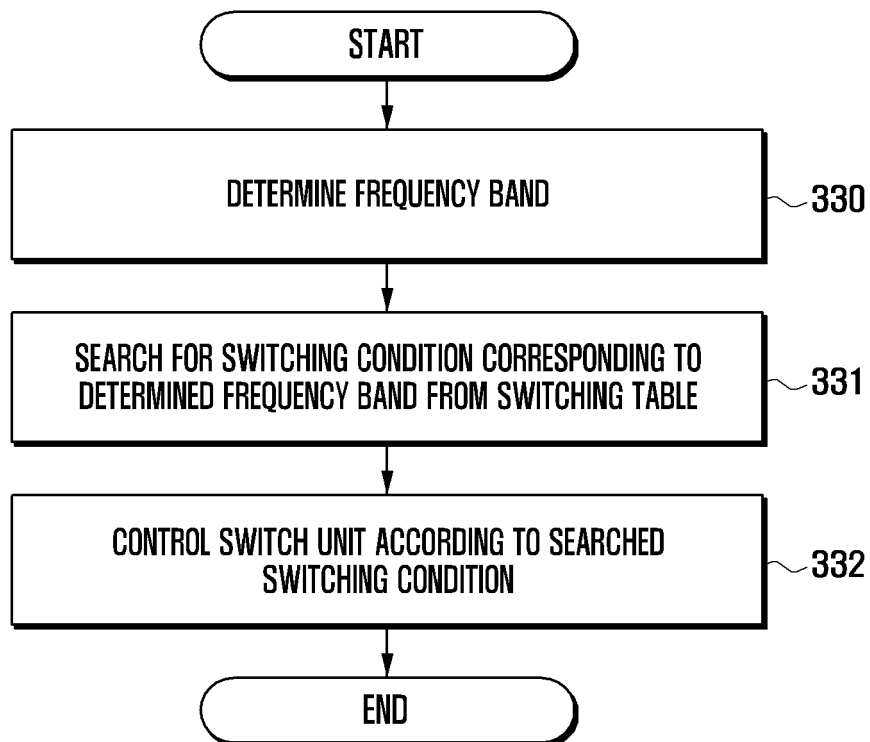 START
DETERMINE FREQUENCY BAND
330
SEARCH FOR SWITCHING CONDITION CORRESPONDING TO
DETERMINED FREQUENCY BAND FROM SWITCHING TABLE
331
CONTROL SWITCH UNIT ACCORDING TO SEARCHED
SWITCHING CONDITION
332
END